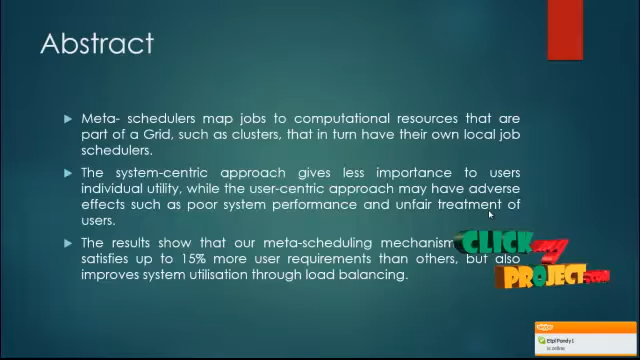 Abstract
Meta- schedulers map jobs to computational resources that are
part of a Grid, such as clusters, that in turn have their own local job
schedulers.
The system-centric approach gives less importance to users
individual utility, while the user-centric approach may have adverse
effects such as poor system performance and unfair treatment of
users.
The results show that our meta-scheduling mechanism
satisfies up to 15% more user requirements than others, but also
improves system utilisation through load balancing.
CLICK my
PROJECT.com